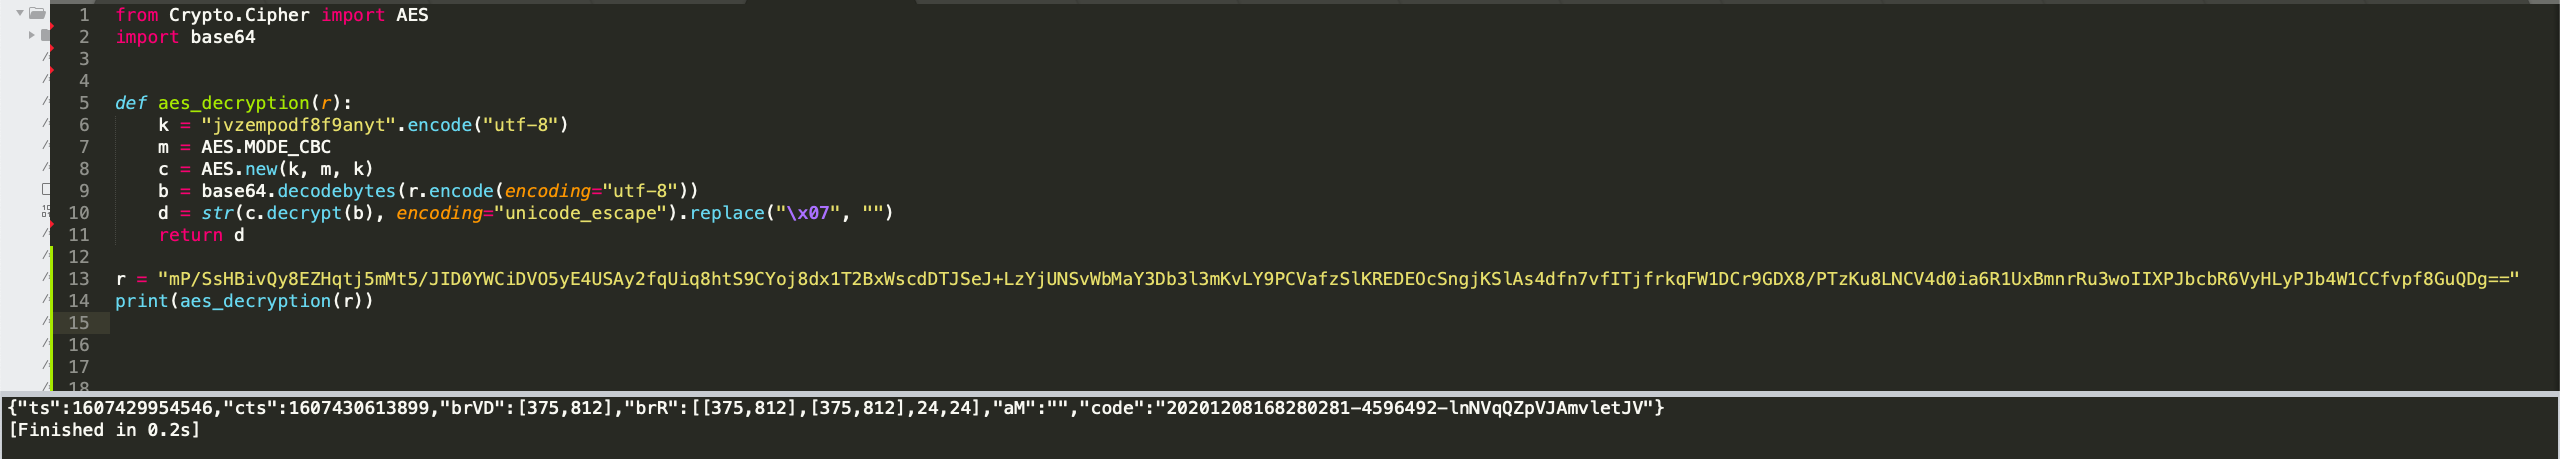 1 from Crypto.Cipher import AES
2 import base64
3
4
5 def aes_decryption(r):
6 k = "jvzempodf8f9anyt".encode("utf-8")
7 m = AES.MODE_CBC
8 c = AES.new(k, m, k)
9 b = base64.decodebytes(r.encode(encoding="utf-8"))
10 d = str(c.decrypt(b), encoding="unicode_escape").replace("\x07", "")
11 return d
12
13 r = "mP/SsHBivQy8EZHqtj5mMt5/JID0YWCiDVO5yE4USAy2fqUiq8htS9CYoj8dx1T2BxWscdDTJSeJ+LzYjUNSvWbMaY3Db3l3mKvLY9PCVafzSlKREDEOcSngjKSlAs4dfn7vfITjfrkqFW1DCr9GDX8/PTzKu8LNCV4d0ia6R1UxBmnrRu3woIIXPJbcbR6VyHLyPJb4W1CCfvpf8GuQDg=="
14 print(aes_decryption(r))
15
16
17
18
{"ts":1607429954546,"cts":1607430613899,"brVD":[375,812],"brR":[[375,812],[375,812],24,24],"aM":"","code":"20201208168280281-4596492-lnNVqQZpVJAmvletJV"}
[Finished in 0.2s]